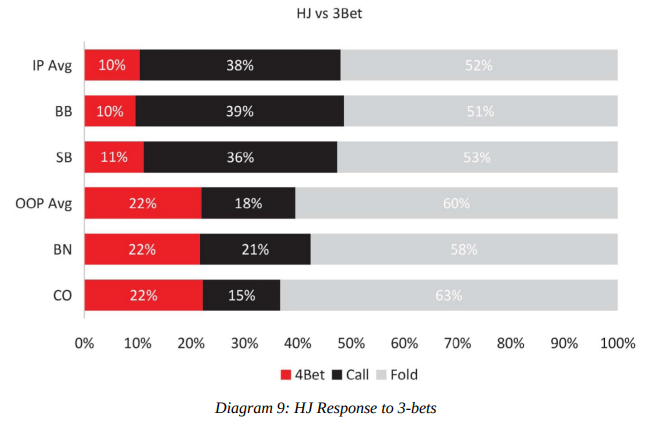 HJ vs 3Bet
IP Avg 10% 38% 52%
BB 10% 39% 51%
SB 11% 36% 53%
OOP Avg 22% 18% 60%
BN 22% 21% 58%
CO 22% 15% 63%
0% 10% 20% 30% 40% 50% 60% 70% 80% 90% 100%
4Bet Call Fold
Diagram 9: HJ Response to 3-bets